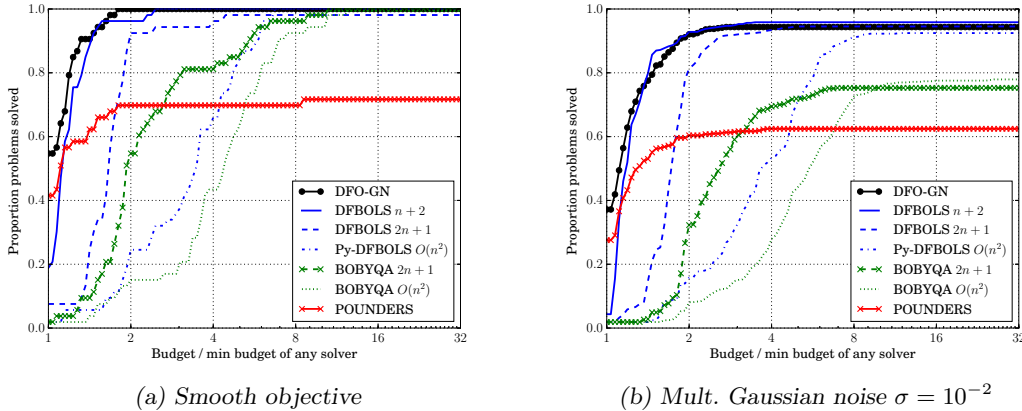 1.0
0.8
0.6
0.4
0.2
0.0
Proportion problems solved
DFO-GN
DFBOLS n + 2
DFBOLS 2n + 1
Py-DFBOLS O(n²)
BOBYQA 2n + 1
BOBYQA O(n²)
POUNDERS
1 2 4 8 16 32
Budget / min budget of any solver
(a) Smooth objective
1.0
0.8
0.6
0.4
0.2
0.0
Proportion problems solved
DFO-GN
DFBOLS n + 2
DFBOLS 2n + 1
Py-DFBOLS O(n²)
BOBYQA 2n + 1
BOBYQA O(n²)
POUNDERS
1 2 4 8 16 32
Budget / min budget of any solver
(b) Mult. Gaussian noise σ = 10⁻²